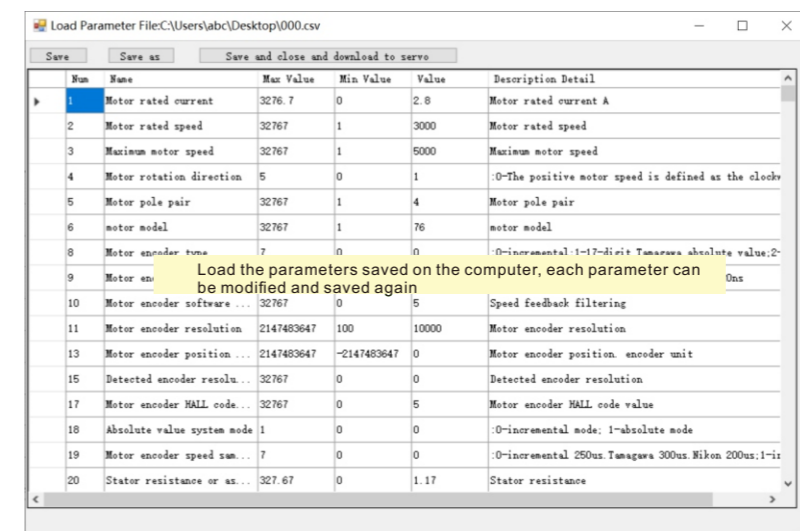 Load Parameter File:C:\Users\abc\Desktop\000.csv
Save Save as Save and close and download to servo
Num Name Max Value Min Value Value Description Detail
1 Motor rated current 3276.7 0 2.8 Motor rated current A
2 Motor rated speed 32767 1 3000 Motor rated speed
3 Maximum motor speed 32767 1 5000 Maximum motor speed
4 Motor rotation direction 5 0 1 :0-The positive motor speed is defined as the clockw
5 Motor pole pair 32767 1 4 Motor pole pair
6 motor model 32767 1 76 motor model
8 Motor encoder type 7 0 0 :0-incremental:1-17-digit Tamagawa absolute value;2-
9 Motor en 0ns
Load the parameters saved on the computer, each parameter can
be modified and saved again
10 Motor encoder software ... 32767 0 5 Speed feedback filtering
11 Motor encoder resolution 2147483647 100 10000 Motor encoder resolution
13 Motor encoder position ... 2147483647 -2147483647 0 Motor encoder position. encoder unit
15 Detected encoder resolu... 32767 0 0 Detected encoder resolution
17 Motor encoder HALL code... 32767 0 5 Motor encoder HALL code value
18 Absolute value system mode 1 0 0 :0-incremental mode; 1-absolute mode
19 Motor encoder speed sam... 7 0 0 :0-incremental 250us.Tamagawa 300us.Nikon 200us;1-in
20 Stator resistance or as... 327.67 0 1.17 Stator resistance